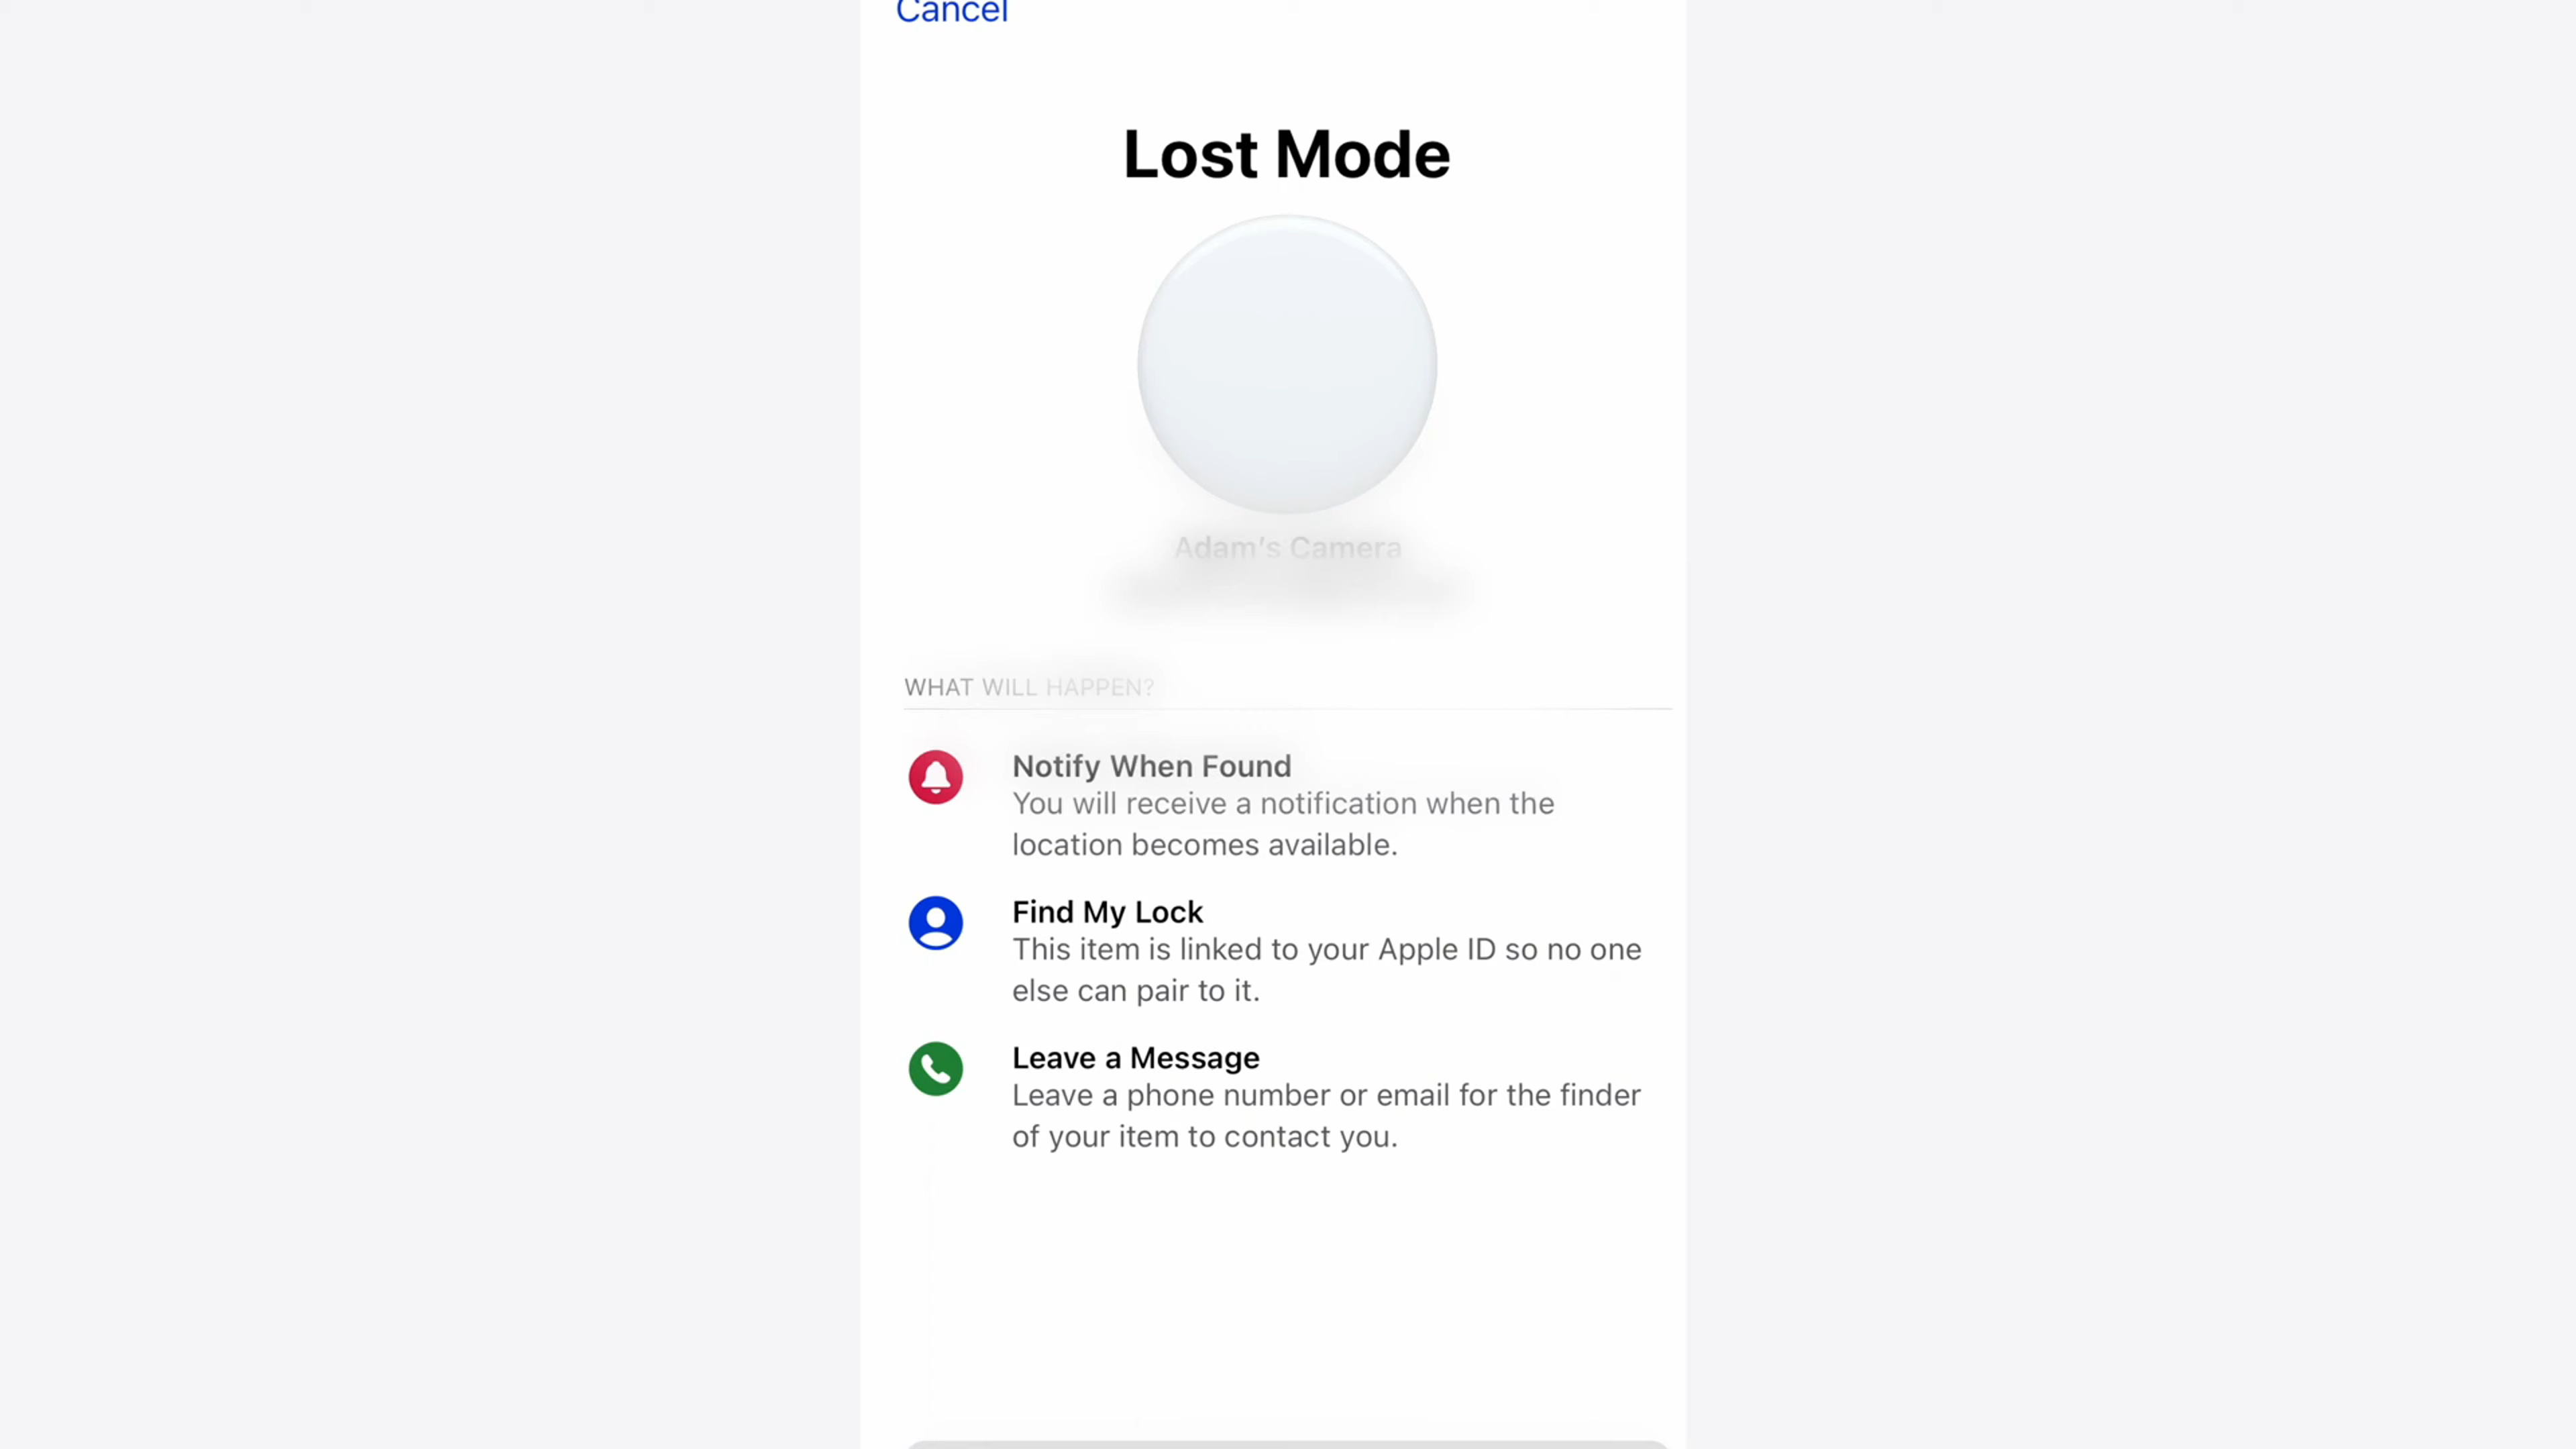 Cancel
Lost Mode
Adam's Camera
WHAT WILL HAPPEN?
Notify When Found
You will receive a notification when the
location becomes available.
Find My Lock
This item is linked to your Apple ID so no one
else can pair to it.
Leave a Message
Leave a phone number or email for the finder
of your item to contact you.